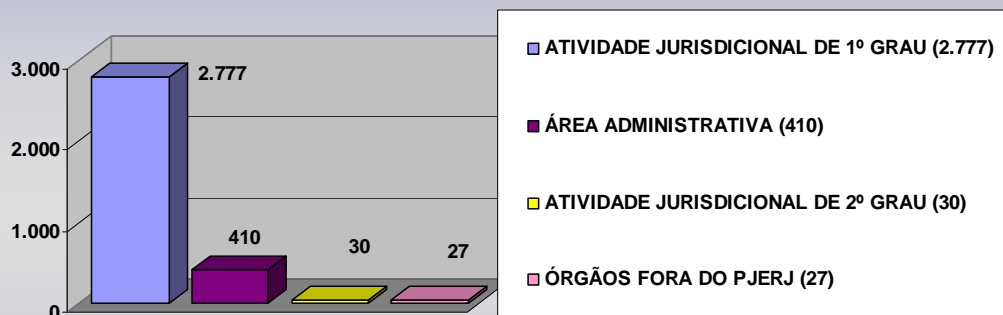 3.000
2.000
1.000
0
2.777
410
30
27
ATIVIDADE JURISDICIONAL DE 1º GRAU (2.777)
ÁREA ADMINISTRATIVA (410)
ATIVIDADE JURISDICIONAL DE 2º GRAU (30)
ÓRGÃOS FORA DO PJERJ (27)